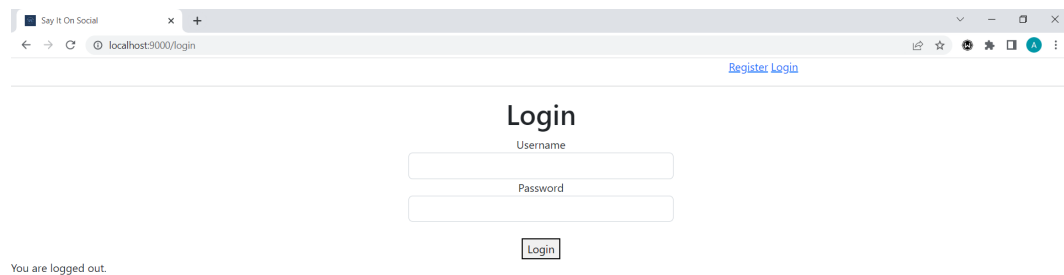 Say It On Social
localhost:9000/login
A
Register Login
Login
Username
Password
Login
You are logged out.